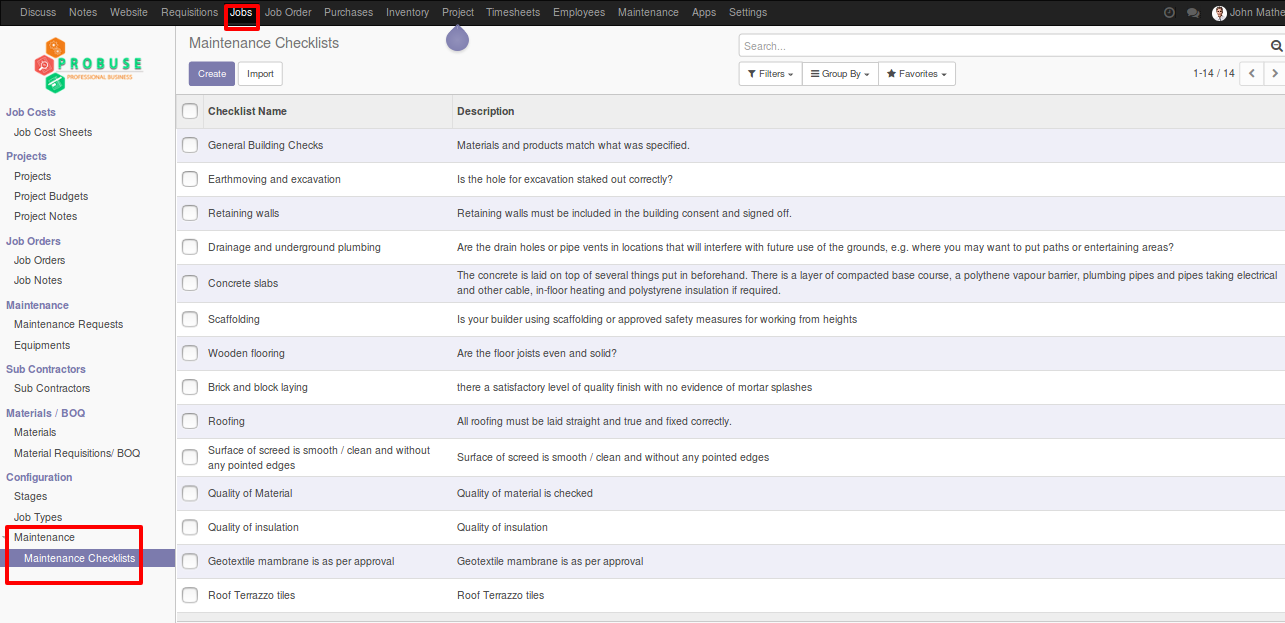 Discuss Notes Website Requisitions Jobs Job Order Purchases Inventory Project Timesheets Employees Maintenance Apps Settings John Mathe
PROBUSE
PROFESSIONAL BUSINESS
Job Costs
Job Cost Sheets
Projects
Projects
Project Budgets
Project Notes
Job Orders
Job Orders
Job Notes
Maintenance
Maintenance Requests
Equipments
Sub Contractors
Sub Contractors
Materials / BOQ
Materials
Material Requisitions/ BOQ
Configuration
Stages
Job Types
Maintenance
Maintenance Checklists
Maintenance Checklists
Search...
Create Import
Filters Group By Favorites 1-14 / 14
Checklist Name Description
General Building Checks Materials and products match what was specified.
Earthmoving and excavation Is the hole for excavation staked out correctly?
Retaining walls Retaining walls must be included in the building consent and signed off.
Drainage and underground plumbing Are the drain holes or pipe vents in locations that will interfere with future use of the grounds, e.g. where you may want to put paths or entertaining areas?
Concrete slabs The concrete is laid on top of several things put in beforehand. There is a layer of compacted base course, a polythene vapour barrier, plumbing pipes and pipes taking electrical
and other cable, in-floor heating and polystyrene insulation if required.
Scaffolding Is your builder using scaffolding or approved safety measures for working from heights
Wooden flooring Are the floor joists even and solid?
Brick and block laying there a satisfactory level of quality finish with no evidence of mortar splashes
Roofing All roofing must be laid straight and true and fixed correctly.
Surface of screed is smooth / clean and without
any pointed edges
Surface of screed is smooth / clean and without any pointed edges
Quality of Material Quality of material is checked
Quality of insulation Quality of insulation
Geotextile mambrane is as per approval Geotextile mambrane is as per approval
Roof Terrazzo tiles Roof Terrazzo tiles